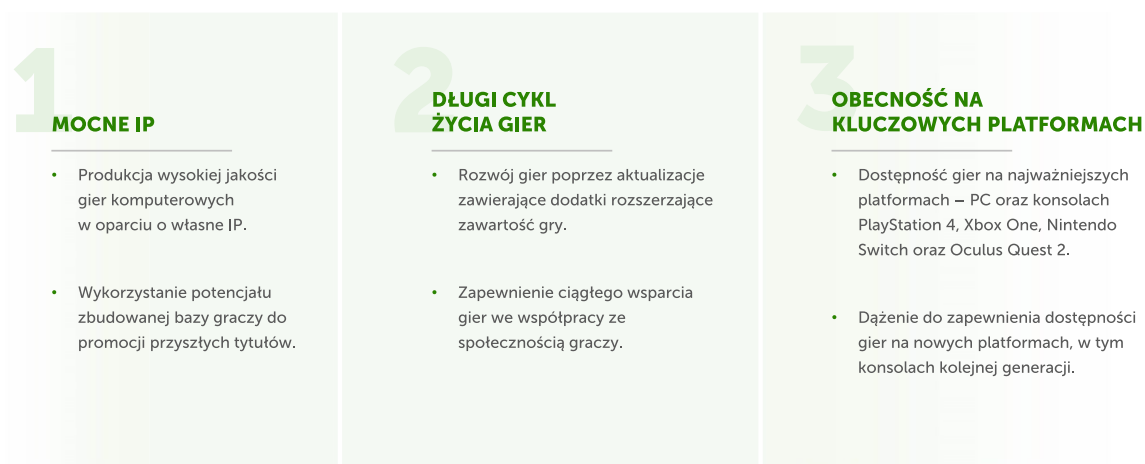 1
MOCNE IP
• Produkcja wysokiej jakości
gier komputerowych
w oparciu o własne IP.
• Wykorzystanie potencjału
zbudowanej bazy graczy do
promocji przyszłych tytułów.
2
DŁUGI CYKL
ŻYCIA GIER
• Rozwój gier poprzez aktualizacje
zawierające dodatki rozszerzające
zawartość gry.
• Zapewnienie ciągłego wsparcia
gier we współpracy ze
społecznością graczy.
3
OBECNOŚĆ NA
KLUCZOWYCH PLATFORMACH
• Dostępność gier na najważniejszych
platformach – PC oraz konsolach
PlayStation 4, Xbox One, Nintendo
Switch oraz Oculus Quest 2.
• Dążenie do zapewnienia dostępności
gier na nowych platformach, w tym
konsolach kolejnej generacji.